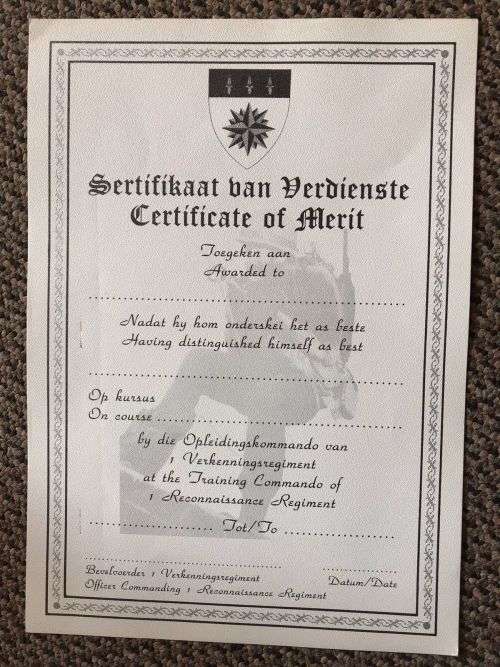 Sertifikaat van Verdienste
Certificate of Merit
Toegeken aan
Awarded to
Nadat hy hom onderskei het as beste
Having distinguished himself as best
Op kursus
On course
by die Opleidingskommando van
1 Verkenningsregiment
at the Training Commando of
1 Reconnaissance Regiment
Tot/To
Bevelvoerder 1 Verkenningsregiment
Officer Commanding 1 Reconnaissance Regiment
Datum/Date